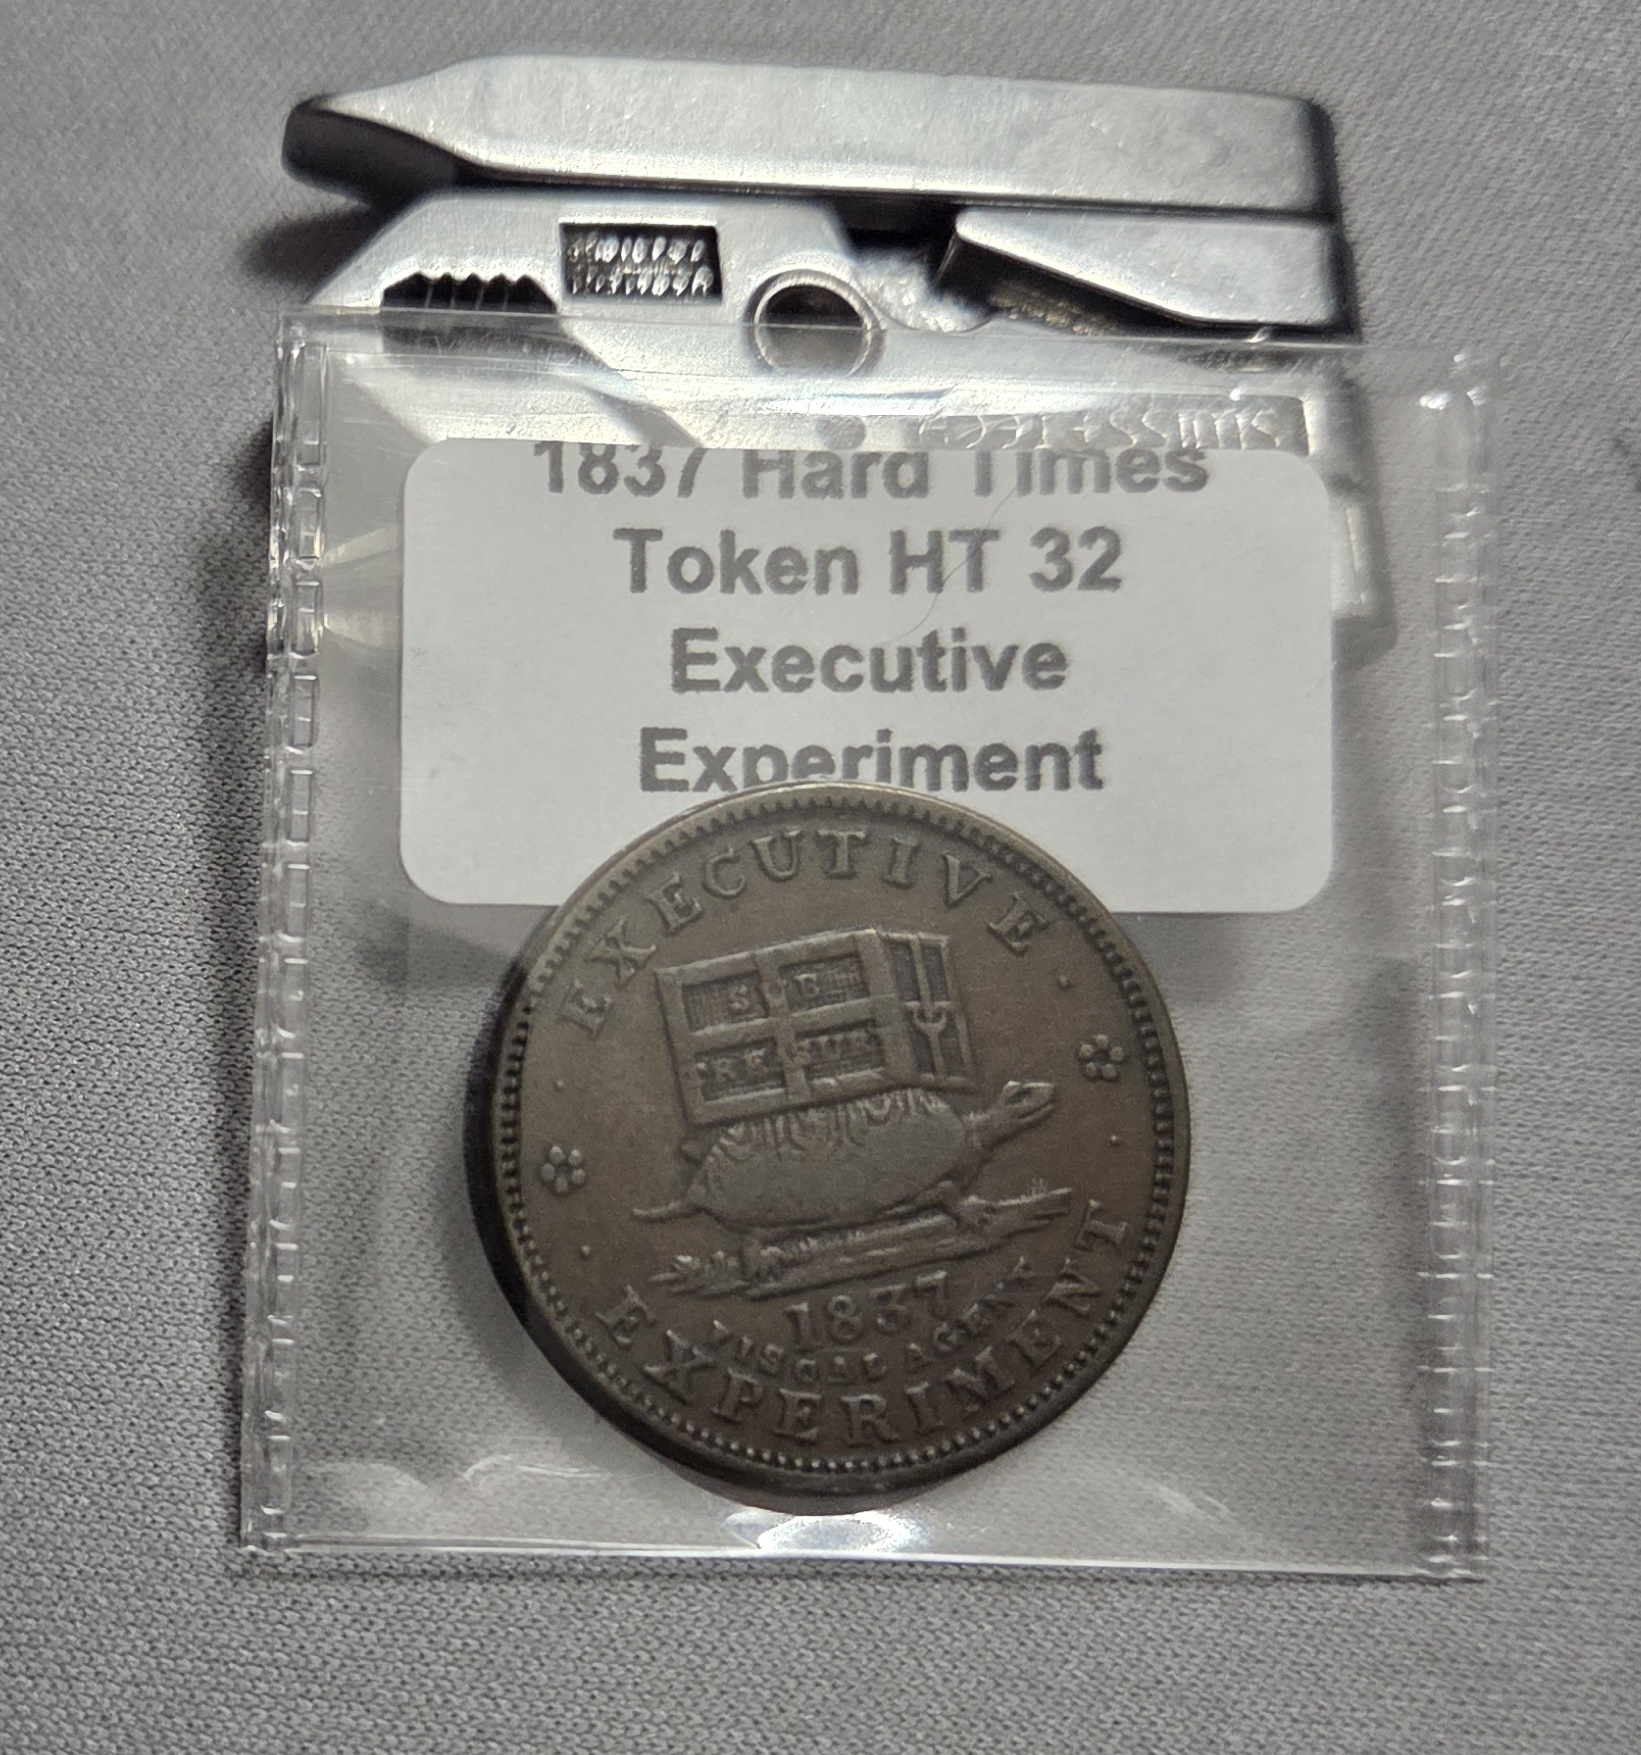 1837 Hard Times
Token HT 32
Executive
Experiment
EXECUTIVE
SUB
TREASURY
1837
FISCAL AGENT
EXPERIMENT